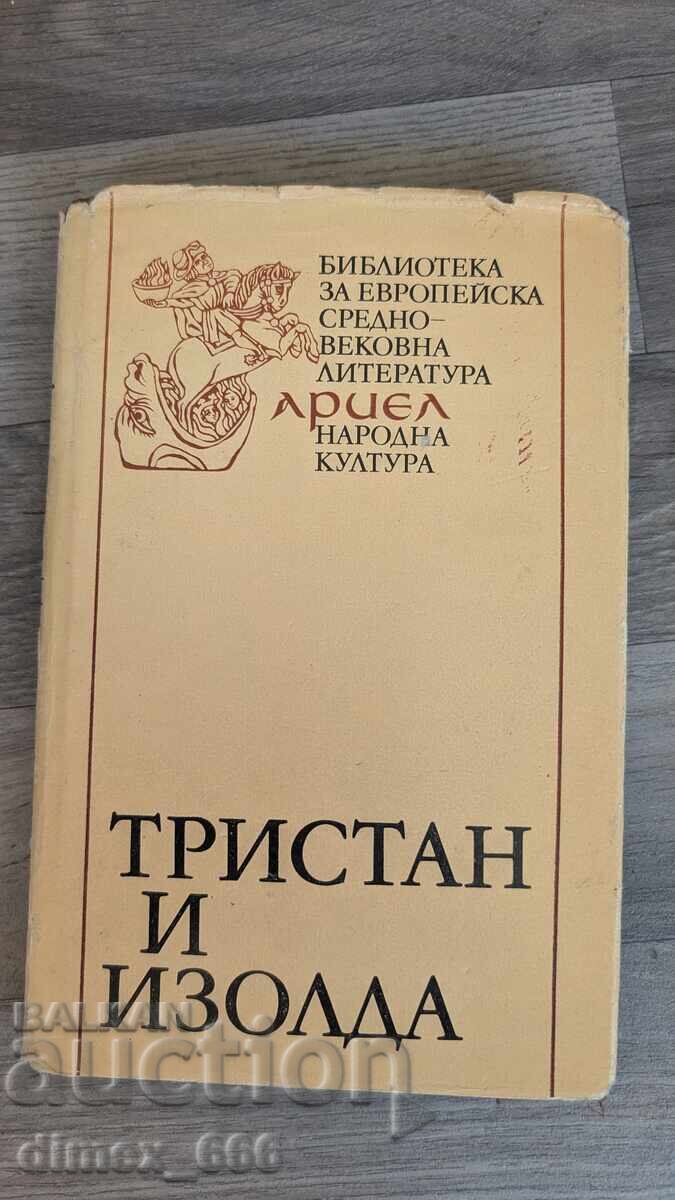 БИБЛИОТЕКА
ЗА ЕВРОПЕЙСКА
СРЕДНО–
ВЕКОВНА
ЛИТЕРАТУРА
АРИЕЛ
НАРОДНА
КУЛТУРА
ТРИСТАН
И
ИЗОЛДА
BALKAN
auction
dimex_666